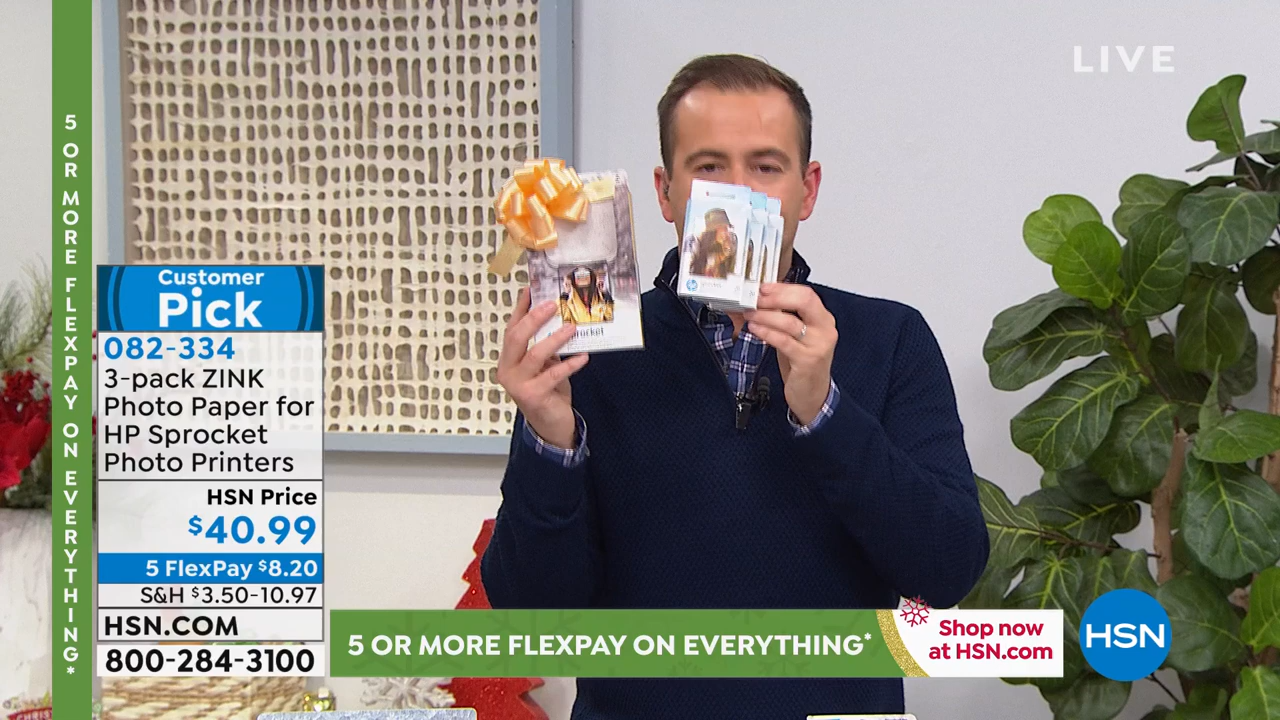 LIVE
5 OR MORE FLEXPAY ON EVERYTHING*
Customer
Pick
082-334
3-pack ZINK
Photo Paper for
HP Sprocket
Photo Printers
HSN Price
$40.99
5 FlexPay $8.20
S&H $3.50-10.97
HSN.COM
800-284-3100
sprocket
hp
5 OR MORE FLEXPAY ON EVERYTHING*
Shop now
at HSN.com
HSN